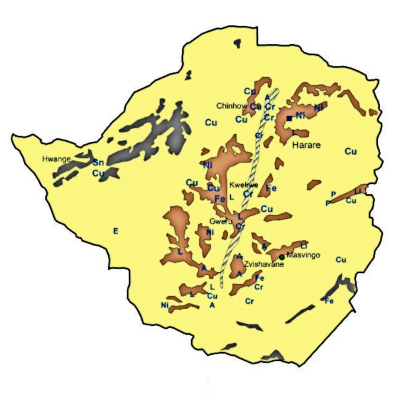 Cu
A
Chinhoyi Cu Cr
Ni
Cu
Cu
Cr
Ni
Cr
Harare
Cu
Hwange
Sn
Cu
Ni
Cu
Cu
Kwekwe
Fe
Fe
L
Cr
P
Li
P
Cu
L
Cu
Gweru
Cr
Ni
E
A
Li
L
A
Masvingo
Zvishavane
Cu
A
A
Fe
L
Cr
L
Cu
Cr
Fe
Ni
A